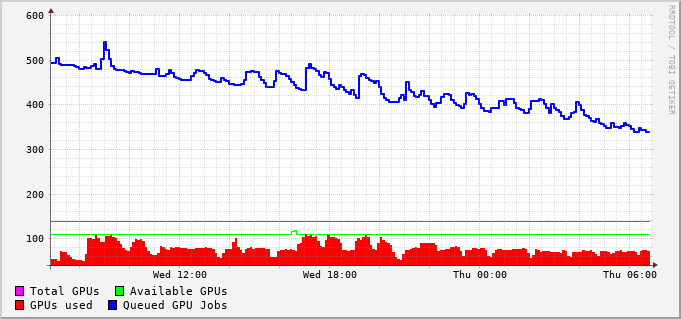 600
500
400
300
200
100
Wed 12:00 Wed 18:00 Thu 00:00 Thu 06:00
Total GPUs Available GPUs
GPUs used Queued GPU Jobs
RRDTOOL / TOBI OETIKER